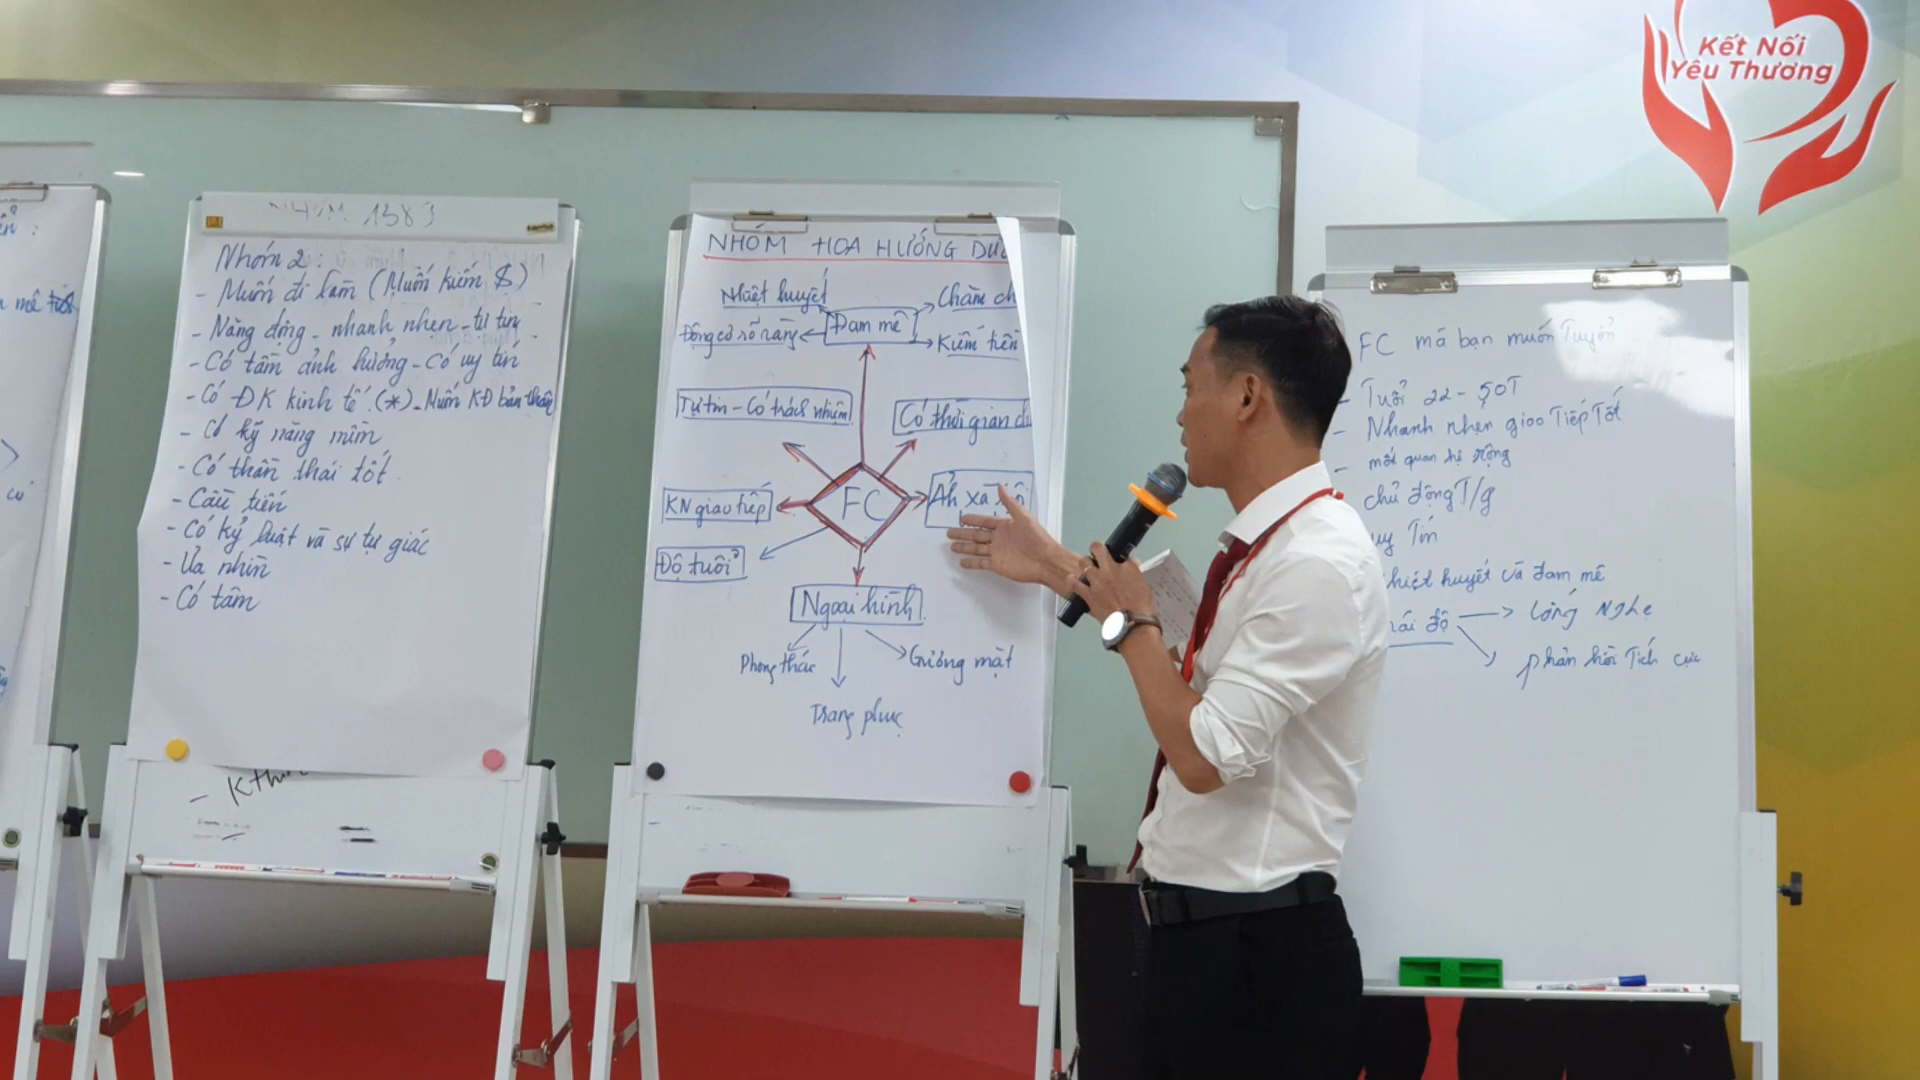 Kết Nối
Yêu Thương
NHÓM 1383
Nhóm 2:
- Muốn đi làm (Muốn kiếm $)
- Năng động - nhanh nhẹn - tự tin
- Có tầm ảnh hưởng - Có uy tín
- Có ĐK kinh tế (*) - Muốn KĐ bản thân
- Có kỹ năng mềm
- Có thần thái tốt
- Cầu tiến
- Có kỷ luật và sự tự giác
- Ưa nhìn
- Có tâm
NHÓM HOA HƯỚNG
Nhiệt huyết
Chăm
Đam mê
Động cơ rõ ràng
Kiếm tiền
Tự tin - Có trách nhiệm
Có thời gian
KN giao tiếp
FC
Độ tuổi
Ngoại hình
Phong thái
Gương mặt
Trang phục
FC mà bạn muốn Tuyển
- Tuổi 22 - 50T
- Nhanh nhẹn giao Tiếp Tốt
- mối quan hệ rộng
chủ động T/g
uy Tín
huyết và đam mê
độ
lắng Nghe
phản hồi Tích cực